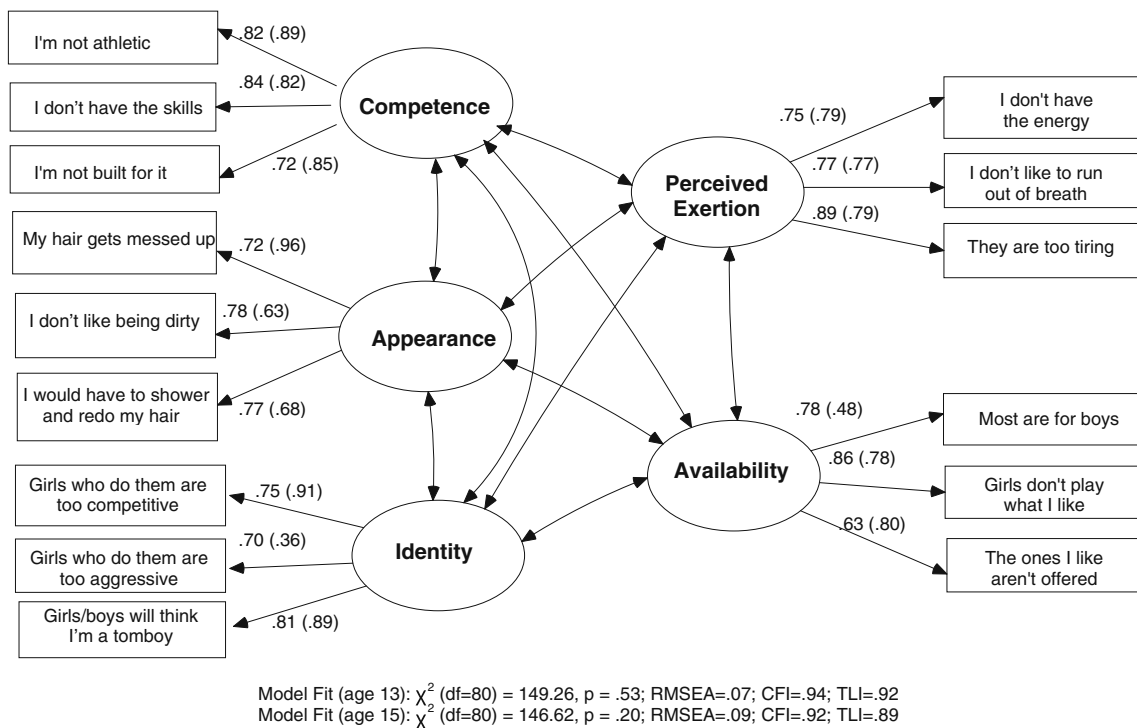 I'm not athletic
.82 (.89)
I don't have the skills
.84 (.82)
I'm not built for it
.72 (.85)
Competence
My hair gets messed up
.72 (.96)
I don't like being dirty
.78 (.63)
I would have to shower
and redo my hair
.77 (.68)
Appearance
Girls who do them are
too competitive
.75 (.91)
Girls who do them are
too aggressive
.70 (.36)
Girls/boys will think
I'm a tomboy
.81 (.89)
Identity
Perceived
Exertion
.75 (.79)
I don't have
the energy
.77 (.77)
I don't like to run
out of breath
.89 (.79)
They are too tiring
Availability
.78 (.48)
Most are for boys
.86 (.78)
Girls don't play
what I like
.63 (.80)
The ones I like
aren't offered
Model Fit (age 13): χ² (df=80) = 149.26, p = .53; RMSEA=.07; CFI=.94; TLI=.92
Model Fit (age 15): χ² (df=80) = 146.62, p = .20; RMSEA=.09; CFI=.92; TLI=.89